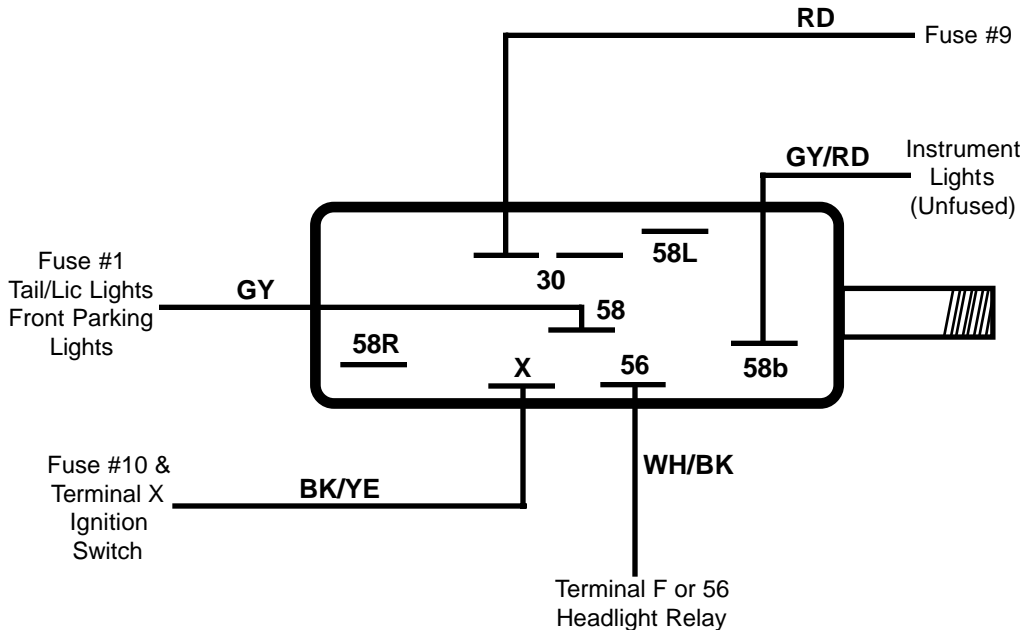 RD
Fuse #9
GY/RD
Instrument
Lights
(Unfused)
58L
30
Fuse #1
Tail/Lic Lights
Front Parking
Lights
GY
58
58R
X
56
58b
WH/BK
Fuse #10 &
Terminal X
Ignition
Switch
BK/YE
Terminal F or 56
Headlight Relay